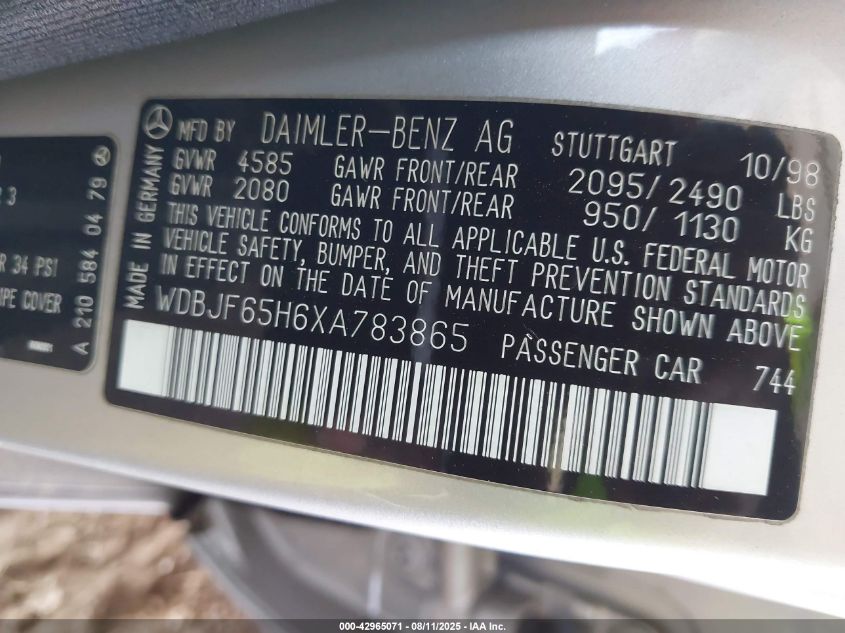 MFD BY DAIMLER-BENZ AG STUTTGART 10/98
GVWR 4585 GAWR FRONT/REAR 2095/2490 LBS
GVWR 2080 GAWR FRONT/REAR 950/1130 KG
THIS VEHICLE CONFORMS TO ALL APPLICABLE U.S. FEDERAL MOTOR
VEHICLE SAFETY, BUMPER, AND THEFT PREVENTION STANDARDS
IN EFFECT ON THE DATE OF MANUFACTURE SHOWN ABOVE
WDBJF65H6XA783865 PASSENGER CAR 744
MADE IN GERMANY
A 210 584 04 79
3
34 PSI
COVER
000-42965071 - 08/11/2025 - IAA Inc.